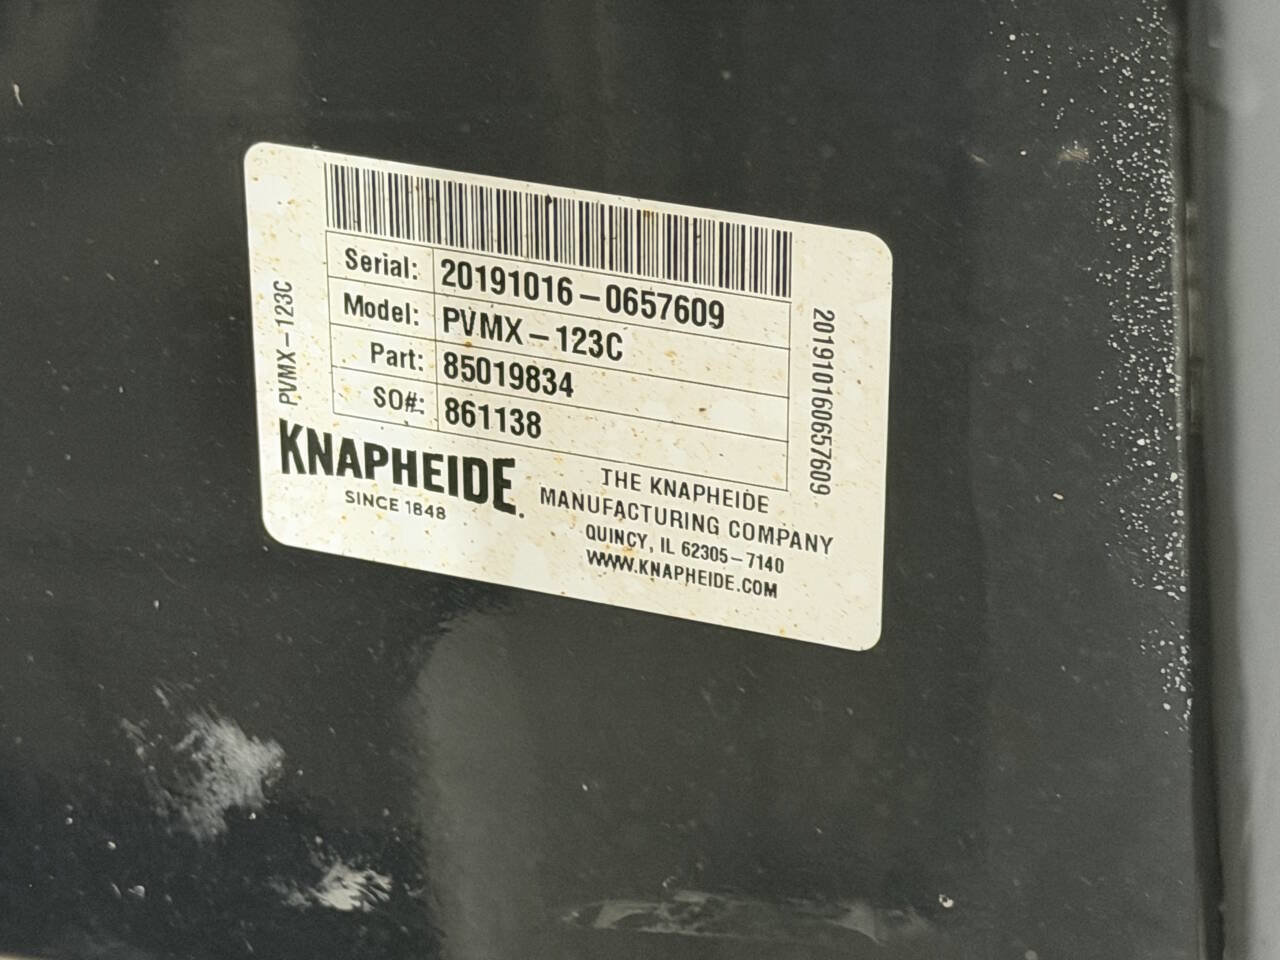 Serial: 20191016-0657609
Model: PVMX-123C
Part: 85019834
SO#: 861138
PVMX-123C
201910160657609
KNAPHEIDE.
SINCE 1848
THE KNAPHEIDE
MANUFACTURING COMPANY
QUINCY, IL 62305-7140
WWW.KNAPHEIDE.COM